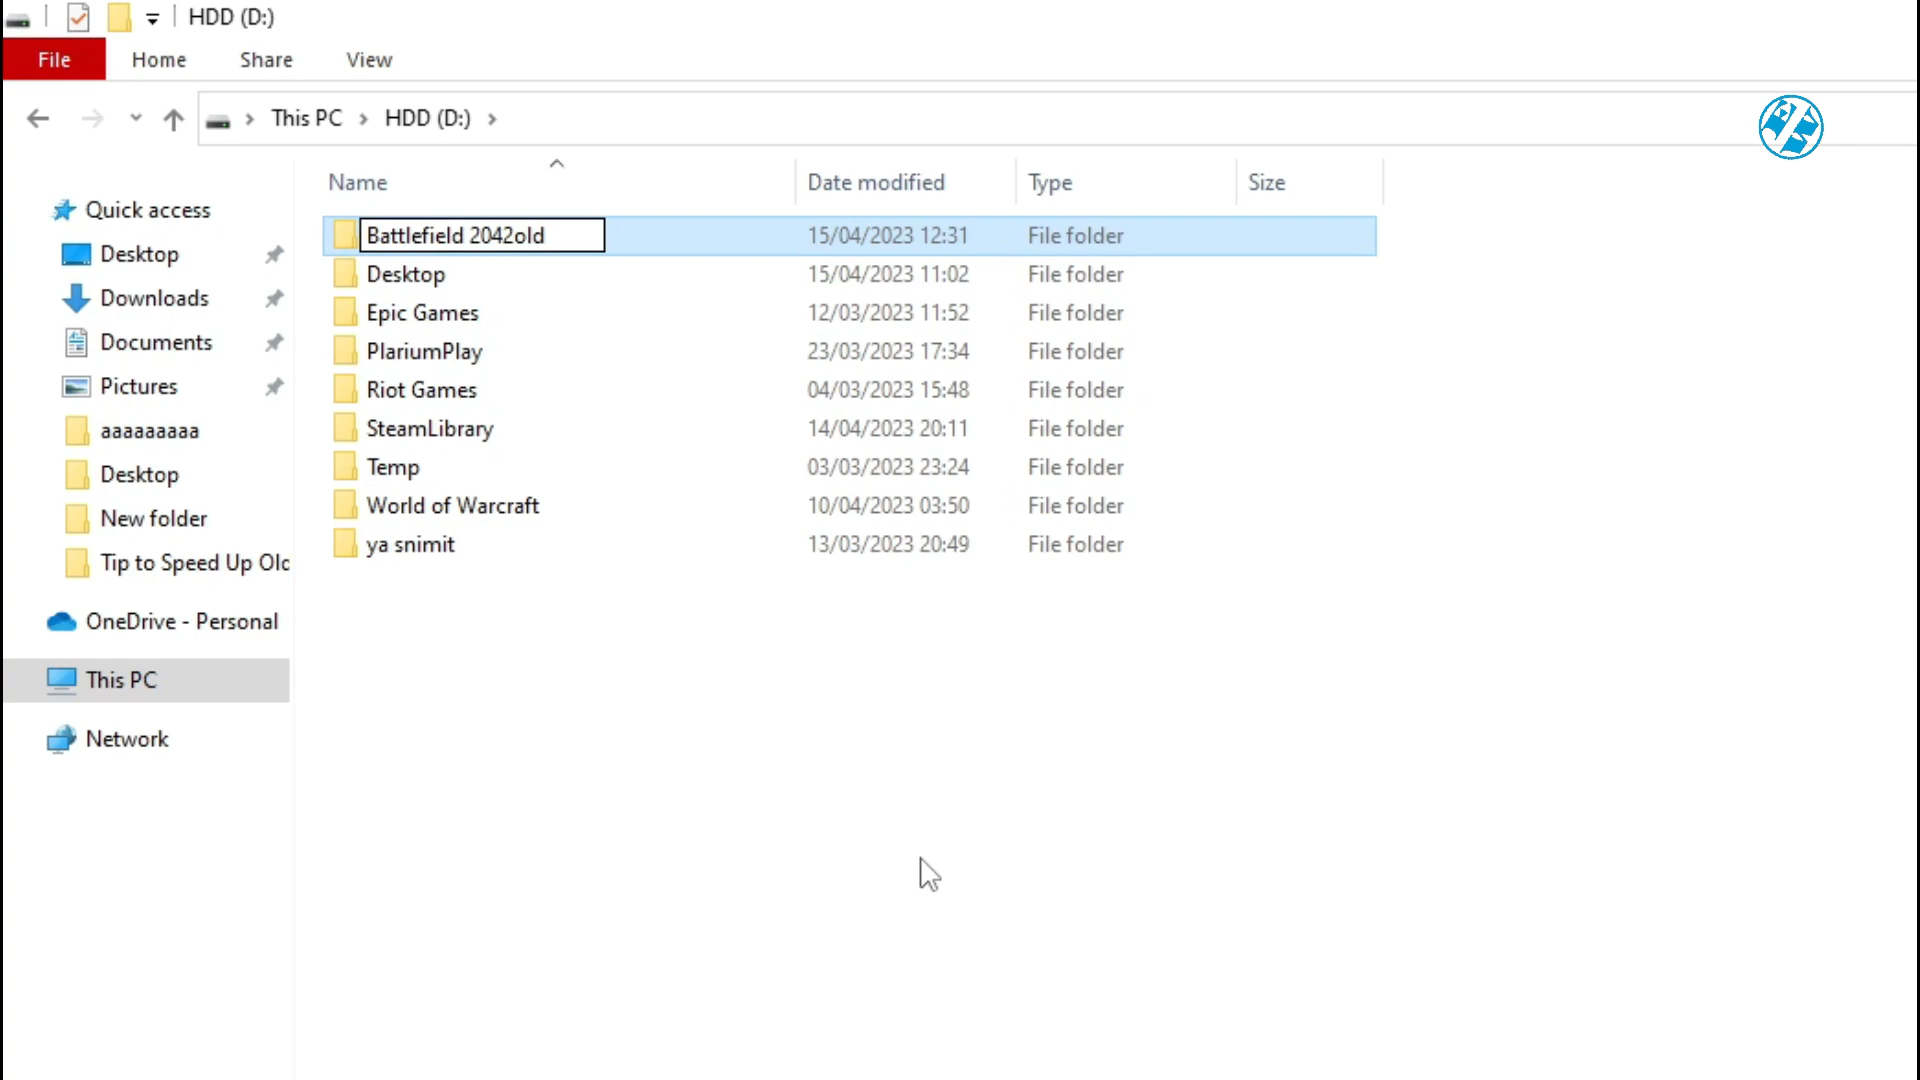 HDD (D:)
File Home Share View
This PC HDD (D:)
Name Date modified Type Size
Quick access
Desktop
Downloads
Documents
Pictures
aaaaaaaaa
Desktop
New folder
Tip to Speed Up Old
OneDrive - Personal
This PC
Network
Battlefield 2042old 15/04/2023 12:31 File folder
Desktop 15/04/2023 11:02 File folder
Epic Games 12/03/2023 11:52 File folder
PlariumPlay 23/03/2023 17:34 File folder
Riot Games 04/03/2023 15:48 File folder
SteamLibrary 14/04/2023 20:11 File folder
Temp 03/03/2023 23:24 File folder
World of Warcraft 10/04/2023 03:50 File folder
ya snimit 13/03/2023 20:49 File folder